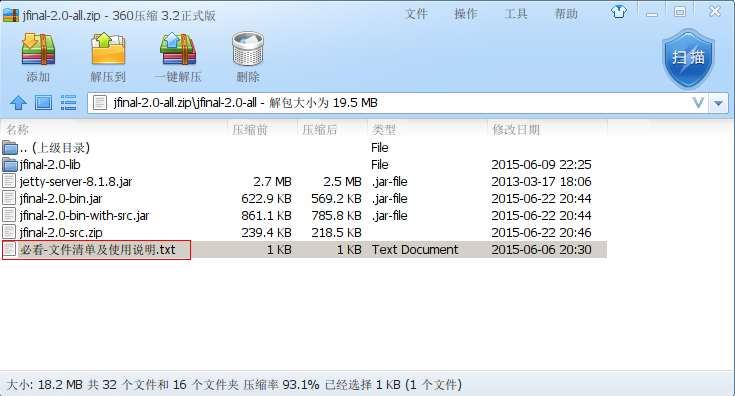 jfinal-2.0-all.zip - 360压缩 3.2正式版 文件 操作 工具 帮助
添加 解压到 一键解压 删除 扫描
jfinal-2.0-all.zip\jfinal-2.0-all - 解包大小为 19.5 MB
名称 压缩前 压缩后 类型 修改日期
.. (上级目录) File
jfinal-2.0-lib File 2015-06-09 22:25
jetty-server-8.1.8.jar 2.7 MB 2.5 MB .jar-file 2013-03-17 18:06
jfinal-2.0-bin.jar 622.9 KB 569.2 KB .jar-file 2015-06-22 20:44
jfinal-2.0-bin-with-src.jar 861.1 KB 785.8 KB .jar-file 2015-06-22 20:44
jfinal-2.0-src.zip 239.4 KB 218.5 KB 2015-06-22 20:46
必看-文件清单及使用说明.txt 1 KB 1 KB Text Document 2015-06-06 20:30
大小: 18.2 MB 共 32 个文件和 16 个文件夹 压缩率 93.1% 已经选择 1 KB (1 个文件)